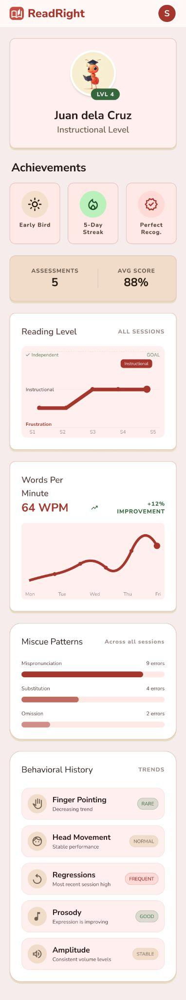 ReadRight
S
LVL 4
Juan dela Cruz
Instructional Level
Achievements
Early Bird
5-Day
Streak
Perfect
Recog.
ASSESSMENTS
5
AVG SCORE
88%
Reading Level
ALL SESSIONS
✓ Independent
GOAL
Instructional
Instructional
Frustration
S1 S2 S3 S4 S5
Words Per
Minute
64 WPM
+12%
IMPROVEMENT
Mon Tue Wed Thu Fri
Miscue Patterns
Across all sessions
Mispronunciation 9 errors
Substitution 4 errors
Omission 2 errors
Behavioral History
TRENDS
Finger Pointing
Decreasing trend
RARE
Head Movement
Stable performance
NORMAL
Regressions
Most recent session high
FREQUENT
Prosody
Expression is improving
GOOD
Amplitude
Consistent volume levels
STABLE